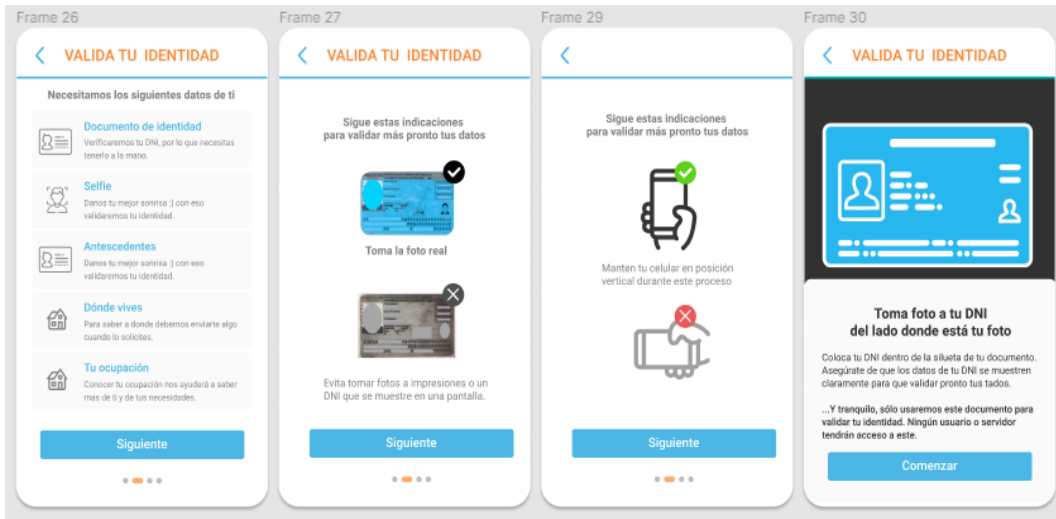 Frame 26
VALIDA TU IDENTIDAD
Necesitamos los siguientes datos de ti
Documento de identidad
Verificaremos tu DNI, por lo que necesitas
tenerlo a la mano.
Selfie
Danos tu mejor sonrisa :) con eso
validaremos tu identidad.
Antescedentes
Danos tu mejor sonrisa :) con eso
validaremos tu identidad.
Dónde vives
Para saber a donde debemos enviarte algo
cuando lo solicites.
Tu ocupación
Conocer tu ocupación nos ayudará a saber
mas de ti y de tus necesidades.
Siguiente
Frame 27
VALIDA TU IDENTIDAD
Sigue estas indicaciones
para validar más pronto tus datos
Toma la foto real
Evita tomar fotos a impresiones o un
DNI que se muestre en una pantalla.
Siguiente
Frame 29
Sigue estas indicaciones
para validar más pronto tus datos
Manten tu celular en posición
vertical durante este proceso
Siguiente
Frame 30
VALIDA TU IDENTIDAD
Toma foto a tu DNI
del lado donde está tu foto
Coloca tu DNI dentro de la silueta de tu documento.
Asegúrate de que los datos de tu DNI se muestren
claramente para que validar pronto tus tados.
...Y tranquilo, sólo usaremos este documento para
validar tu identidad. Ningún usuario o servidor
tendrán acceso a este.
Comenzar